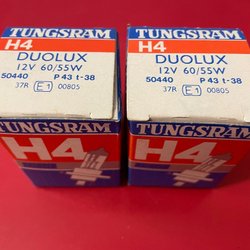 TUNGSRAM
H4
DUOLUX
12V 60/55W
50440 P 43 t-38
37R E1 00805
TUNGSRAM
H4
TUNGSRAM
H4
DUOLUX
12V 60/55W
50440 P 43 t-38
37R E1 00805
TUNGSRAM
H4